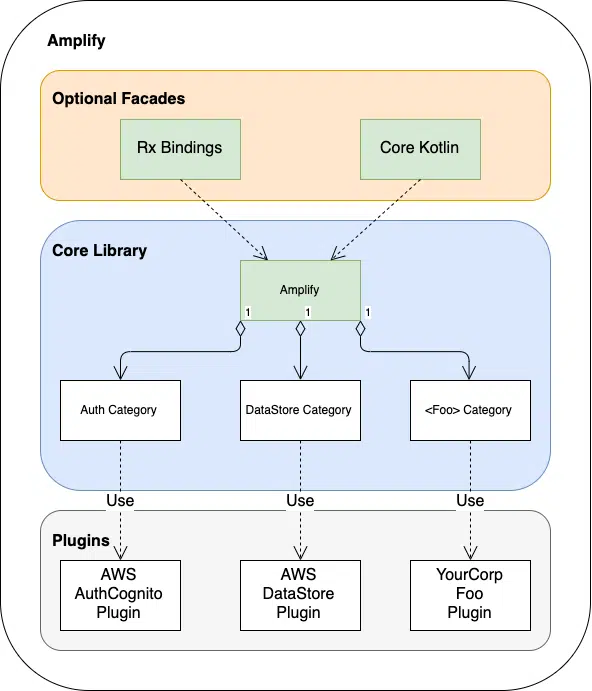 Amplify
Optional Facades
Rx Bindings
Core Kotlin
Core Library
Amplify
1
1
1
Auth Category
DataStore Category
<Foo> Category
Use
Use
Use
Plugins
AWS
AuthCognito
Plugin
AWS
DataStore
Plugin
YourCorp
Foo
Plugin